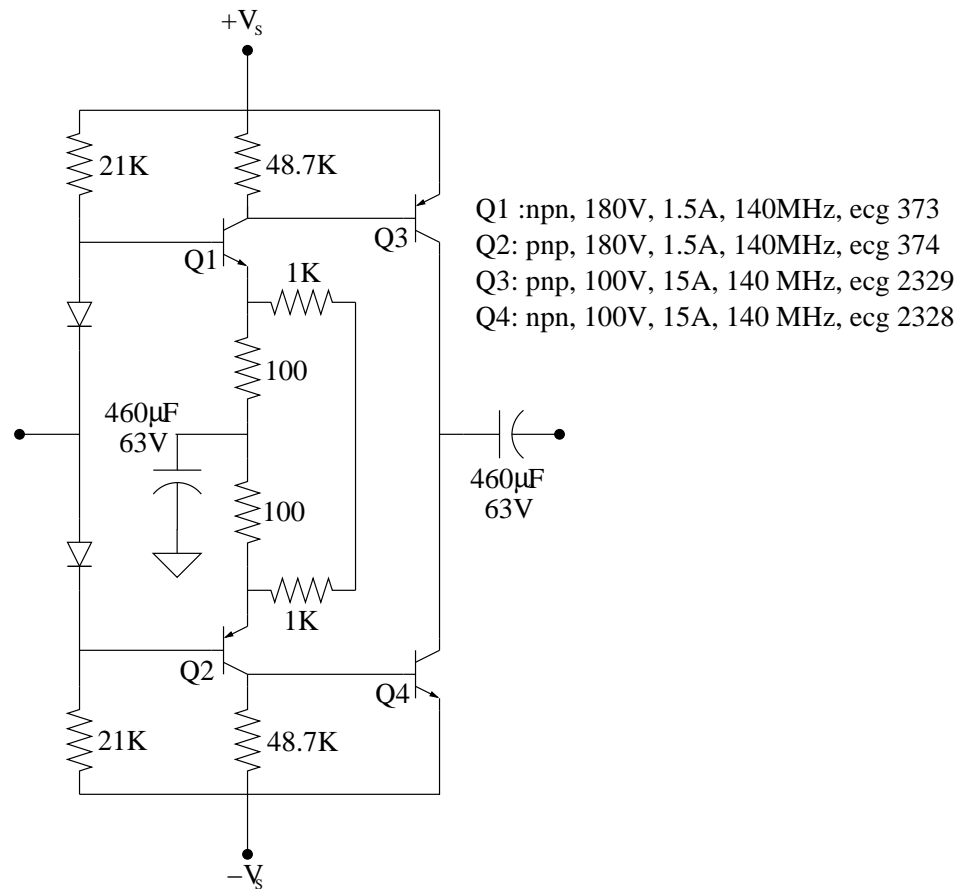 +Vs
21K
48.7K
Q1 :npn, 180V, 1.5A, 140MHz, ecg 373
Q2: pnp, 180V, 1.5A, 140MHz, ecg 374
Q3: pnp, 100V, 15A, 140 MHz, ecg 2329
Q4: npn, 100V, 15A, 140 MHz, ecg 2328
Q1
Q3
1K
100
460µF
63V
460µF
63V
100
1K
Q2
Q4
21K
48.7K
−Vs